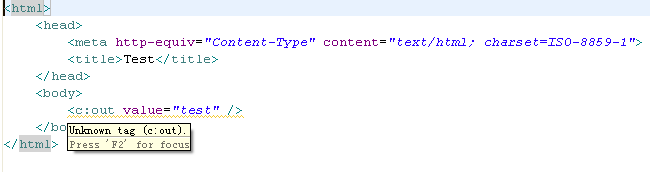 <html>
<head>
<meta http-equiv="Content-Type" content="text/html; charset=ISO-8859-1">
<title>Test</title>
</head>
<body>
<c:out value="test" />
</bo
Unknown tag (c:out).
Press 'F2' for focus
</html>